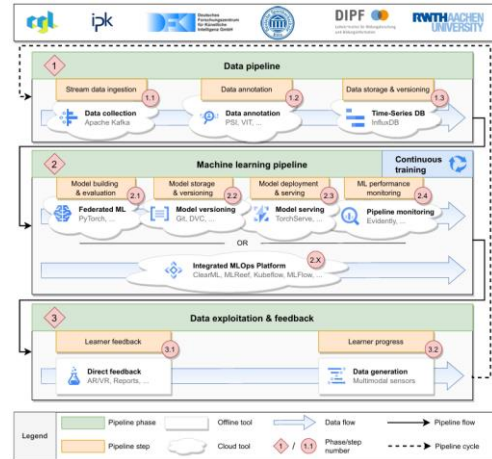 ipk
Deutsches
Forschungszentrum
für Künstliche
Intelligenz GmbH
DIPF
RWTHAACHEN
UNIVERSITY
1
Data pipeline
Stream data ingestion
Data annotation
Data storage & versioning
1.1
1.2
1.3
Data collection
Apache Kafka
Data annotation
PSI, VIT, ...
Time-Series DB
InfluxDB
2
Machine learning pipeline
Continuous
training
Model building
& evaluation
Model storage
& versioning
Model deployment
& serving
ML performance
monitoring
2.1
2.2
2.3
2.4
Federated ML
PyTorch, ...
Model versioning
Git, DVC, ...
Model serving
TorchServe, ...
Pipeline monitoring
Evidently, ...
OR
2.X
Integrated MLOps Platform
ClearML, MLReef, Kubeflow, MLFlow, ...
3
Data exploitation & feedback
Learner feedback
Learner progress
3.1
3.2
Direct feedback
AR/VR, Reports, ...
Data generation
Multimodal sensors
Legend
Pipeline phase
Offline tool
Data flow
Pipeline flow
Pipeline step
Cloud tool
1 / 1.1
Phase/step
number
Pipeline cycle